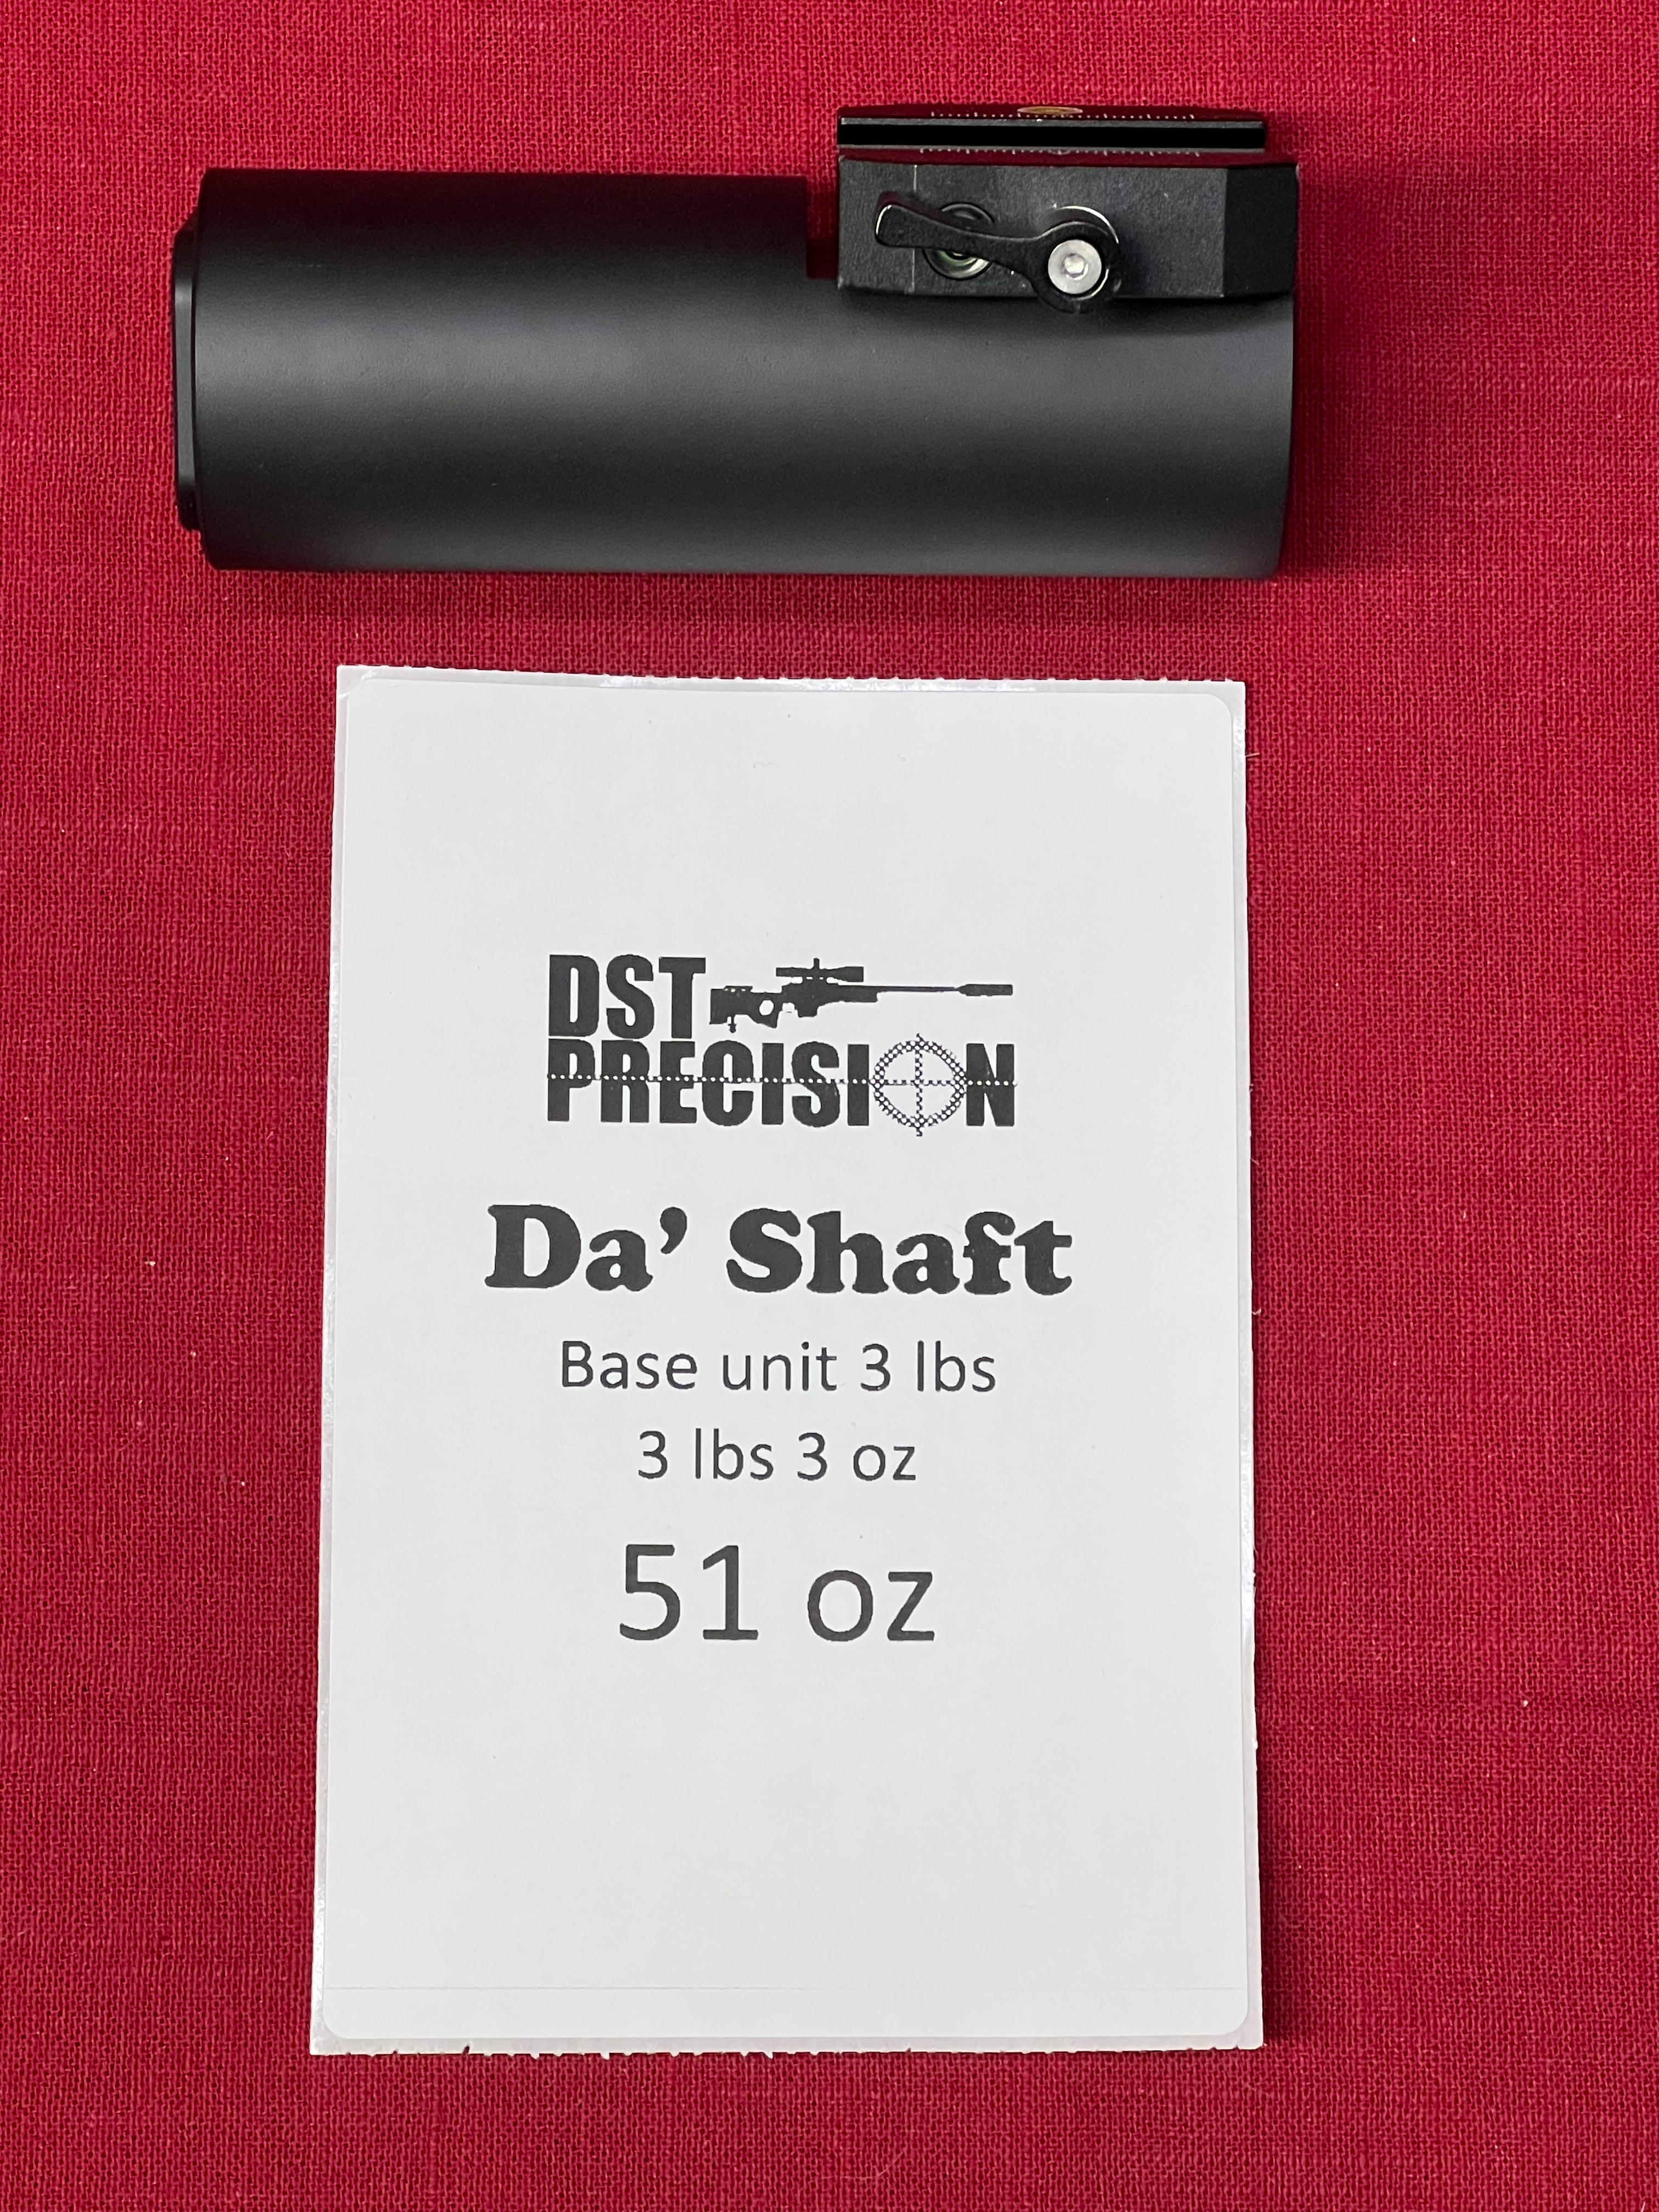 DST
PRECISION
Da’ Shaft
Base unit 3 lbs
3 lbs 3 oz
51 oz